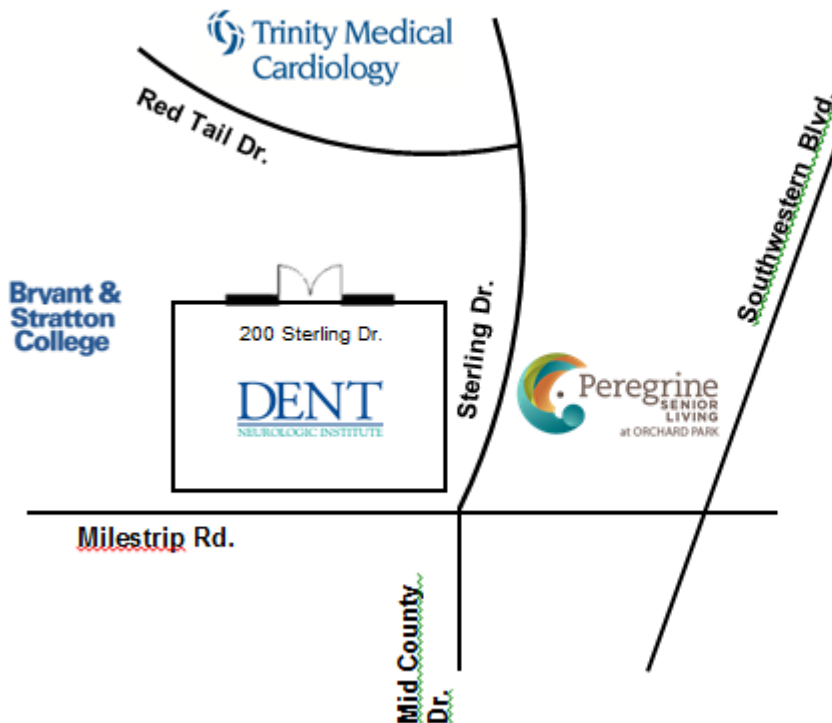 Trinity Medical
Cardiology
Red Tail Dr.
Southwestern Blvd.
Bryant &
Stratton
College
200 Sterling Dr.
DENT
NEUROLOGIC INSTITUTE
Sterling Dr.
Peregrine
SENIOR
LIVING
at ORCHARD PARK
Milestrip Rd.
Mid County
Dr.